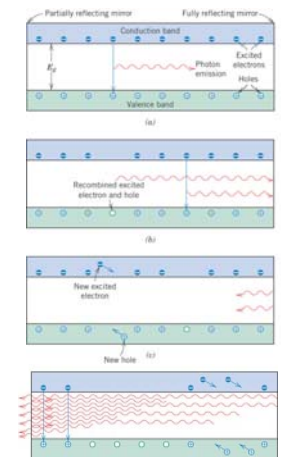 Partially reflecting mirror
Fully reflecting mirror
Conduction band
Eg
Photon
emission
Excited
electrons
Holes
Valence band
(a)
Recombined excited
electron and hole
(b)
New excited
electron
New hole
(c)